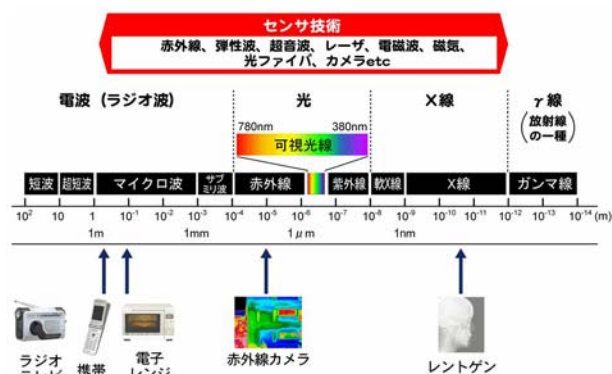 センサ技術
赤外線、弾性波、超音波、レーザ、電磁波、磁気、
光ファイバ、カメラetc
電波（ラジオ波）
光
X線
γ線
（放射線の一種）
780nm
380nm
可視光線
短波
超短波
マイクロ波
サブミリ波
赤外線
紫外線
軟X線
X線
ガンマ線
10² 10 1 10⁻¹ 10⁻² 10⁻³ 10⁻⁴ 10⁻⁵ 10⁻⁶ 10⁻⁷ 10⁻⁸ 10⁻⁹ 10⁻¹⁰ 10⁻¹¹ 10⁻¹² 10⁻¹³ 10⁻¹⁴ (m)
1m 1mm 1μm 1nm
ラジオ
テレビ
携帯
電子
レンジ
赤外線カメラ
レントゲン